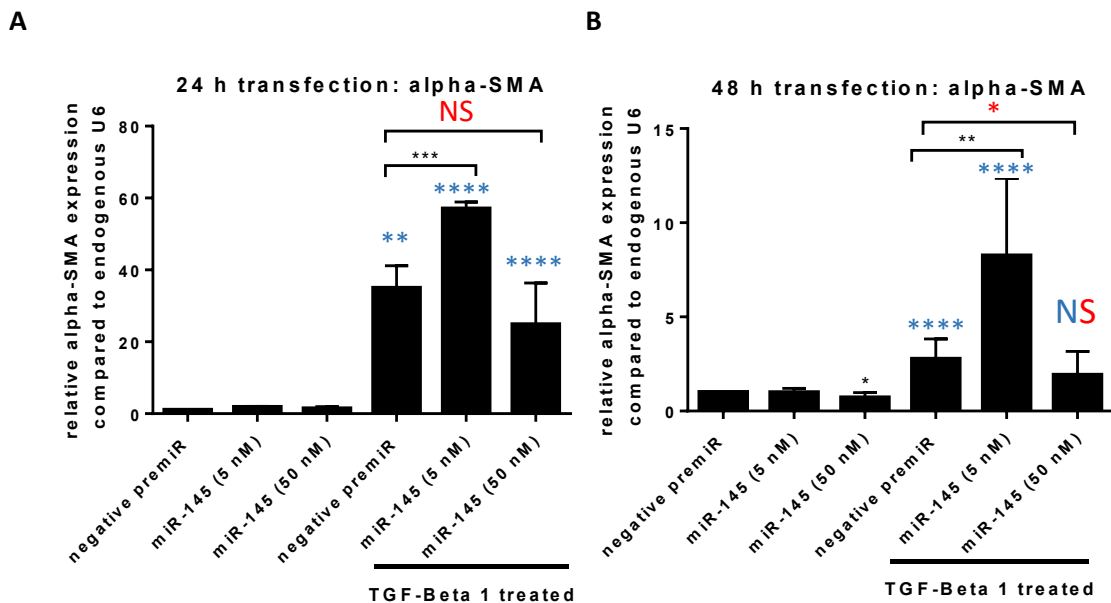 A
24 h transfection: alpha-SMA
relative alpha-SMA expression
compared to endogenous U6
80
60
40
20
0
NS
***
**
****
****
negative premiR
miR-145 (5 nM)
miR-145 (50 nM)
negative premiR
miR-145 (5 nM)
miR-145 (50 nM)
TGF-Beta 1 treated
B
48 h transfection: alpha-SMA
relative alpha-SMA expression
compared to endogenous U6
15
10
5
0
*
**
****
****
NS
*
negative premiR
miR-145 (5 nM)
miR-145 (50 nM)
negative premiR
miR-145 (5 nM)
miR-145 (50 nM)
TGF-Beta 1 treated